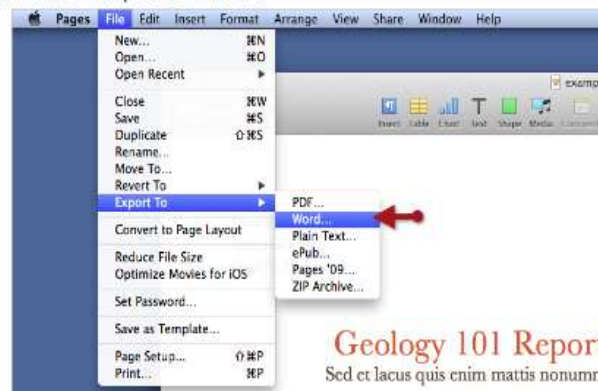 Pages File Edit Insert Format Arrange View Share Window Help
New... ⌘N
Open... ⌘O
Open Recent
Close ⌘W
Save ⌘S
Duplicate ⇧⌘S
Rename...
Move To...
Revert To
Export To
Convert to Page Layout
Reduce File Size
Optimize Movies for iOS
Set Password...
Save as Template...
Page Setup... ⇧⌘P
Print... ⌘P
PDF...
Word...
Plain Text...
ePub...
Pages '09...
ZIP Archive...
examp
Insert Table Chart Text Shape Media
Geology 101 Report
Sed et lacus quis enim mattis nonumm